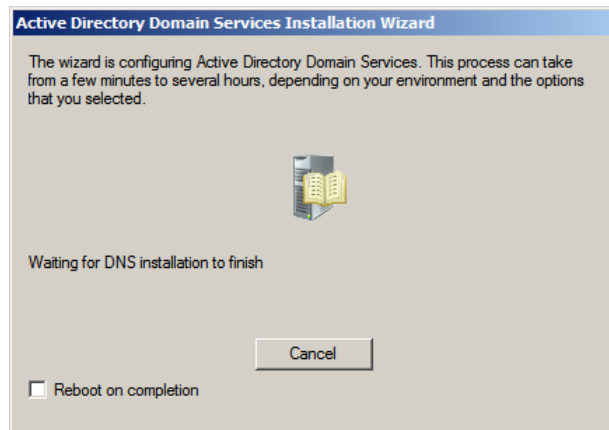 Active Directory Domain Services Installation Wizard
The wizard is configuring Active Directory Domain Services. This process can take
from a few minutes to several hours, depending on your environment and the options
that you selected.
Waiting for DNS installation to finish
Cancel
Reboot on completion